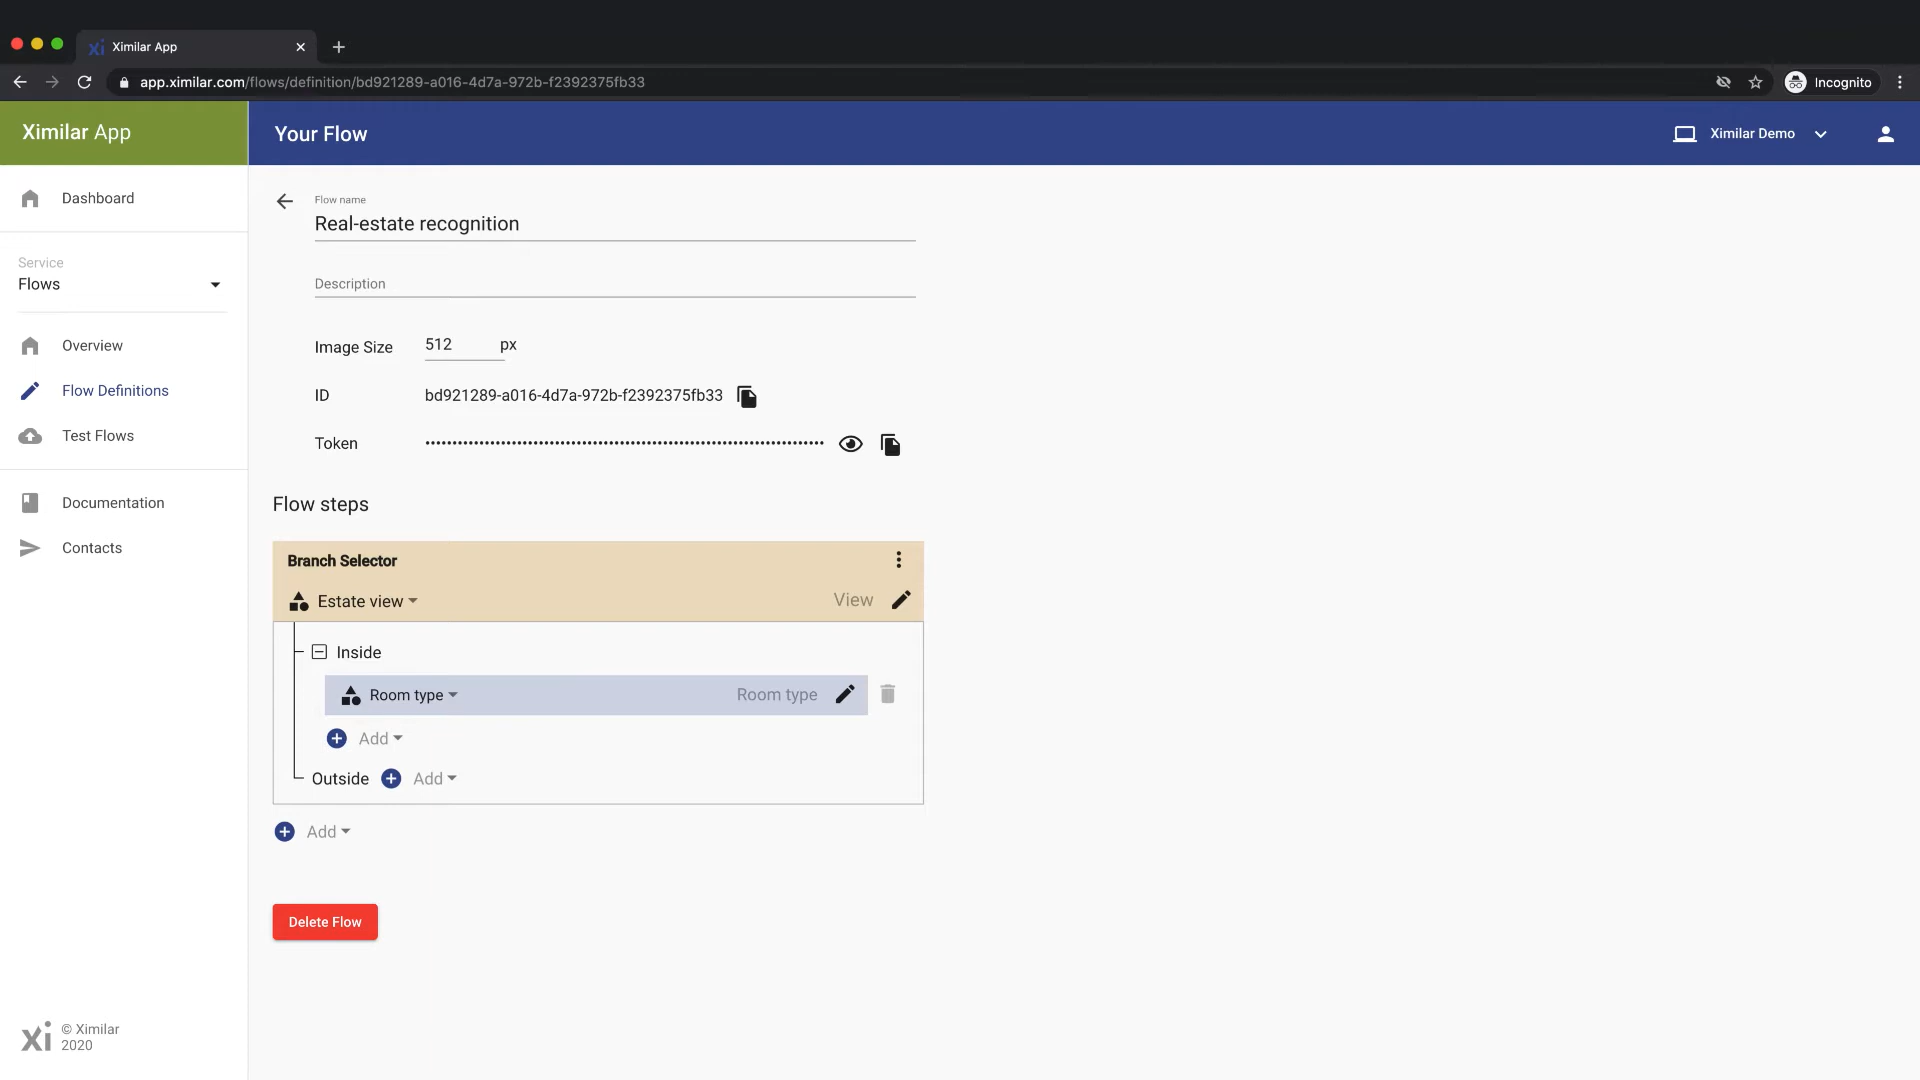 Ximilar App
app.ximilar.com/flows/definition/bd921289-a016-4d7a-972b-f2392375fb33
Incognito
Ximilar App
Your Flow
Ximilar Demo
Dashboard
Service
Flows
Overview
Flow Definitions
Test Flows
Documentation
Contacts
Flow name
Real-estate recognition
Description
Image Size 512 px
ID bd921289-a016-4d7a-972b-f2392375fb33
Token
Flow steps
Branch Selector
Estate view View
Inside
Room type Room type
Add
Outside Add
Add
Delete Flow
xi © Ximilar
2020